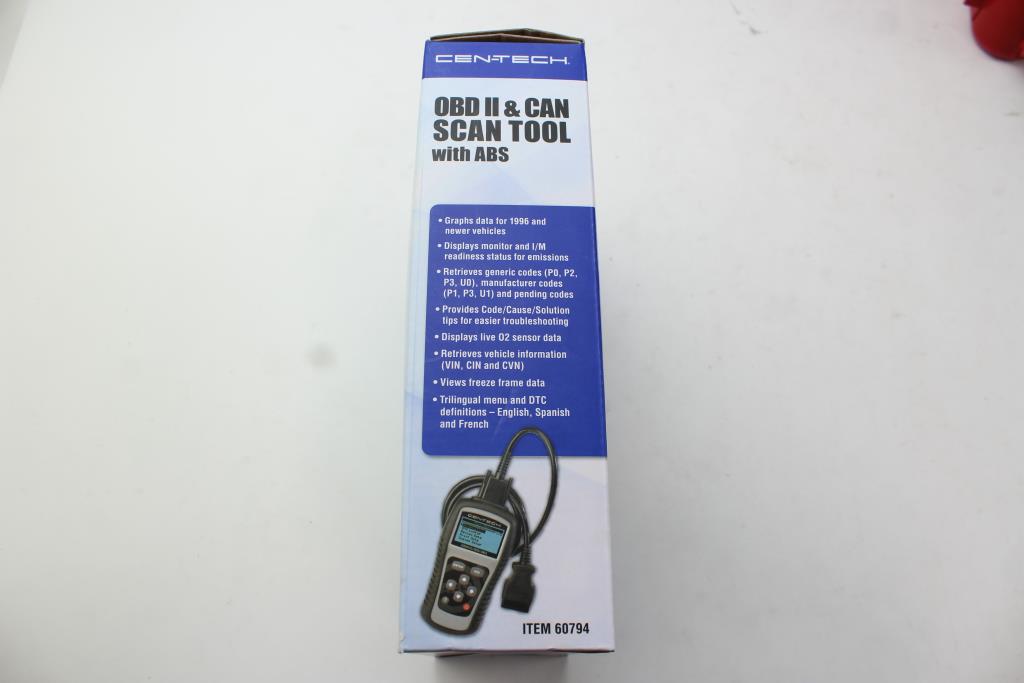 CEN-TECH.
OBD II & CAN
SCAN TOOL
with ABS
• Graphs data for 1996 and
newer vehicles
• Displays monitor and I/M
readiness status for emissions
• Retrieves generic codes (P0, P2,
P3, U0), manufacturer codes
(P1, P3, U1) and pending codes
• Provides Code/Cause/Solution
tips for easier troubleshooting
• Displays live O2 sensor data
• Retrieves vehicle information
(VIN, CIN and CVN)
• Views freeze frame data
• Trilingual menu and DTC
definitions – English, Spanish
and French
CEN-TECH
ITEM 60794